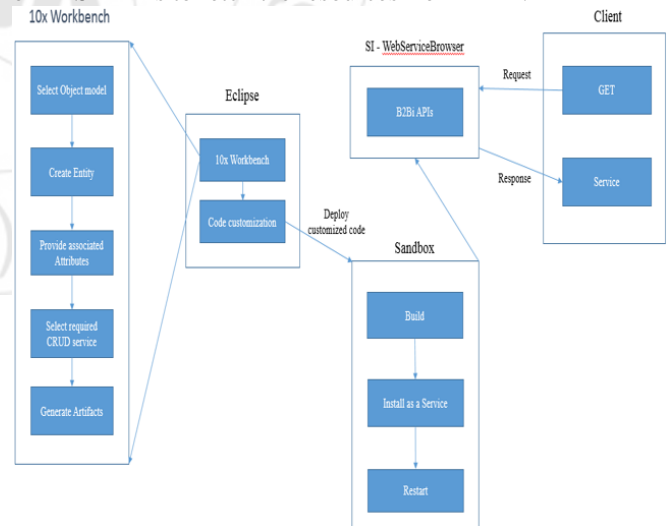 10x Workbench
Select Object model
Create Entity
Provide associated
Attributes
Select required
CRUD service
Generate Artifacts
Eclipse
10x Workbench
Code customization
Deploy
customized code
SI - WebServiceBrowser
B2Bi APIs
Request
Response
Client
GET
Service
Sandbox
Build
Install as a Service
Restart